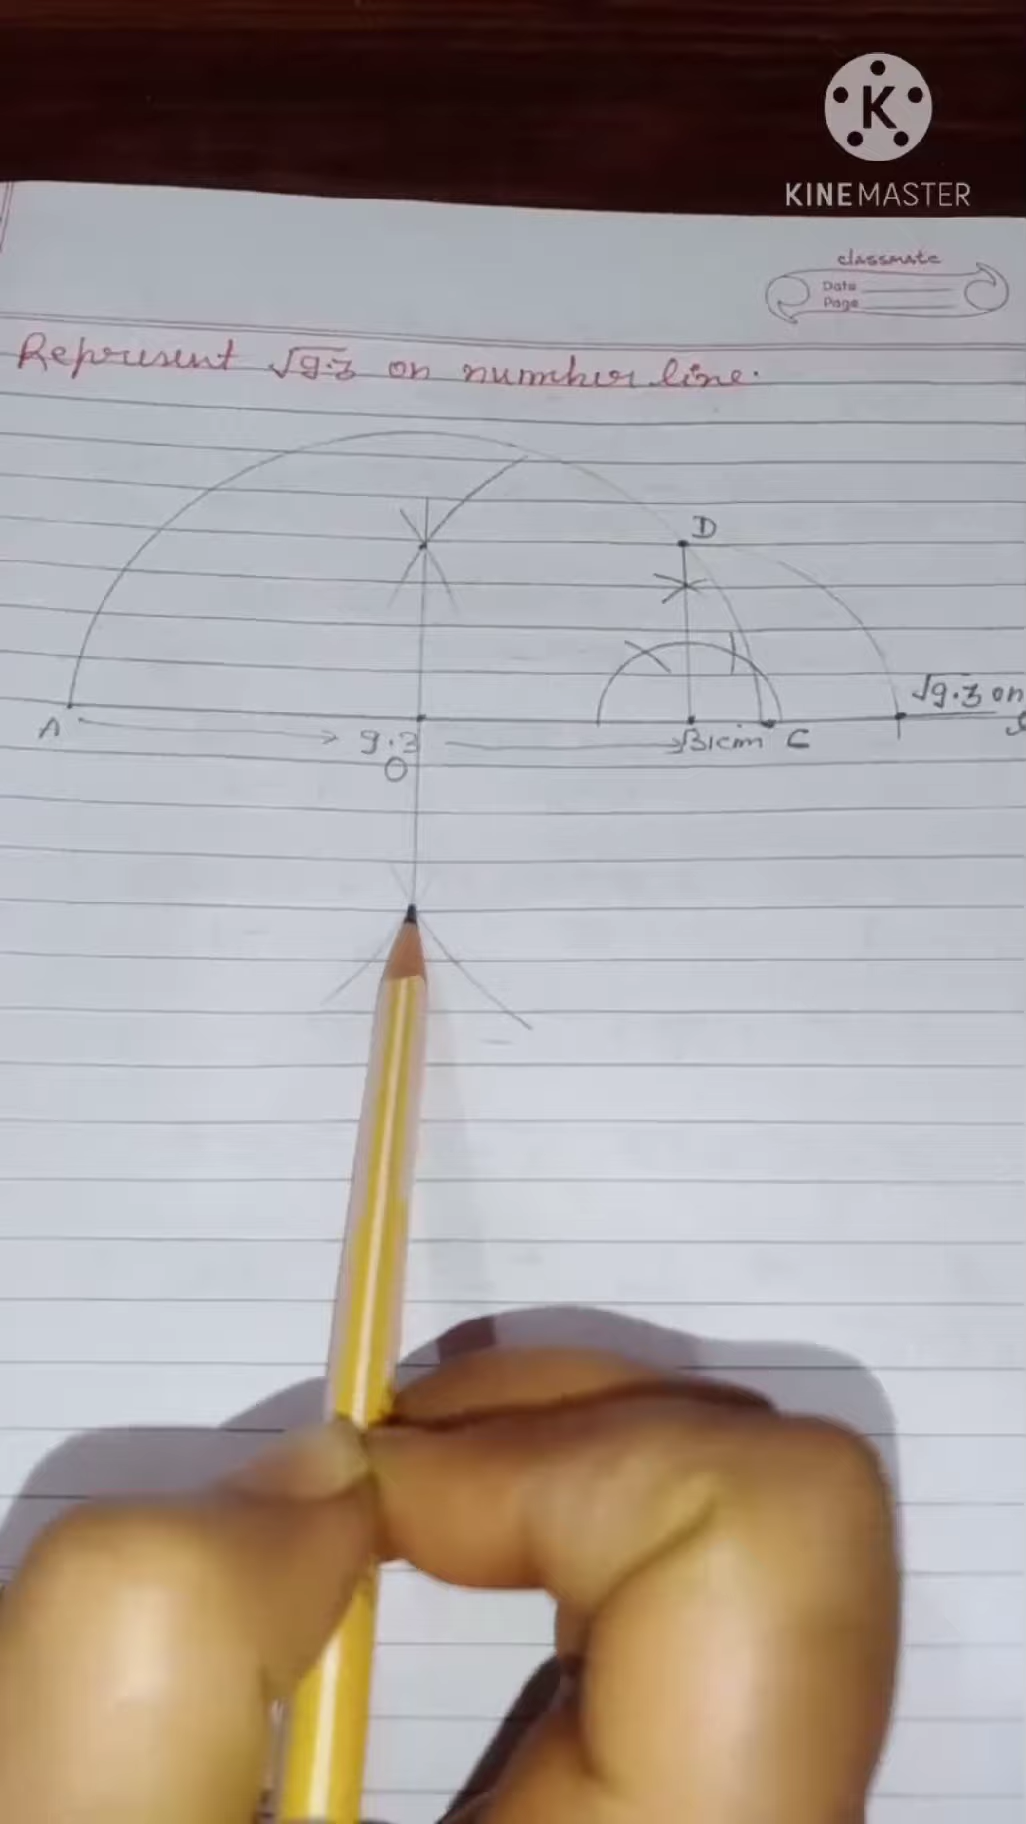 K
KINEMASTER
classmate
Date
Page
Represent √9.3 on number line.
D
√9.3 on
A 9.3 B 1cm C
O